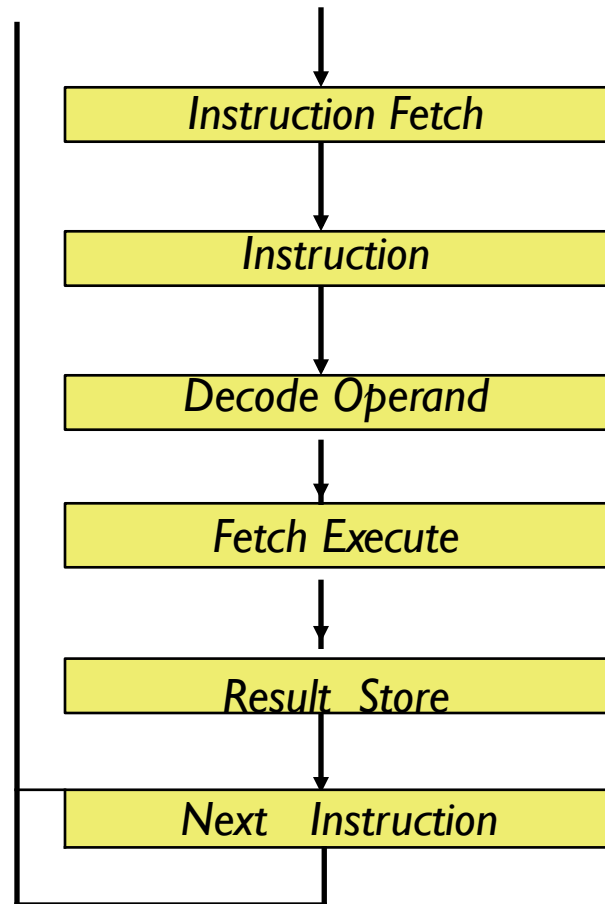 Instruction Fetch
Instruction
Decode Operand
Fetch Execute
Result Store
Next Instruction